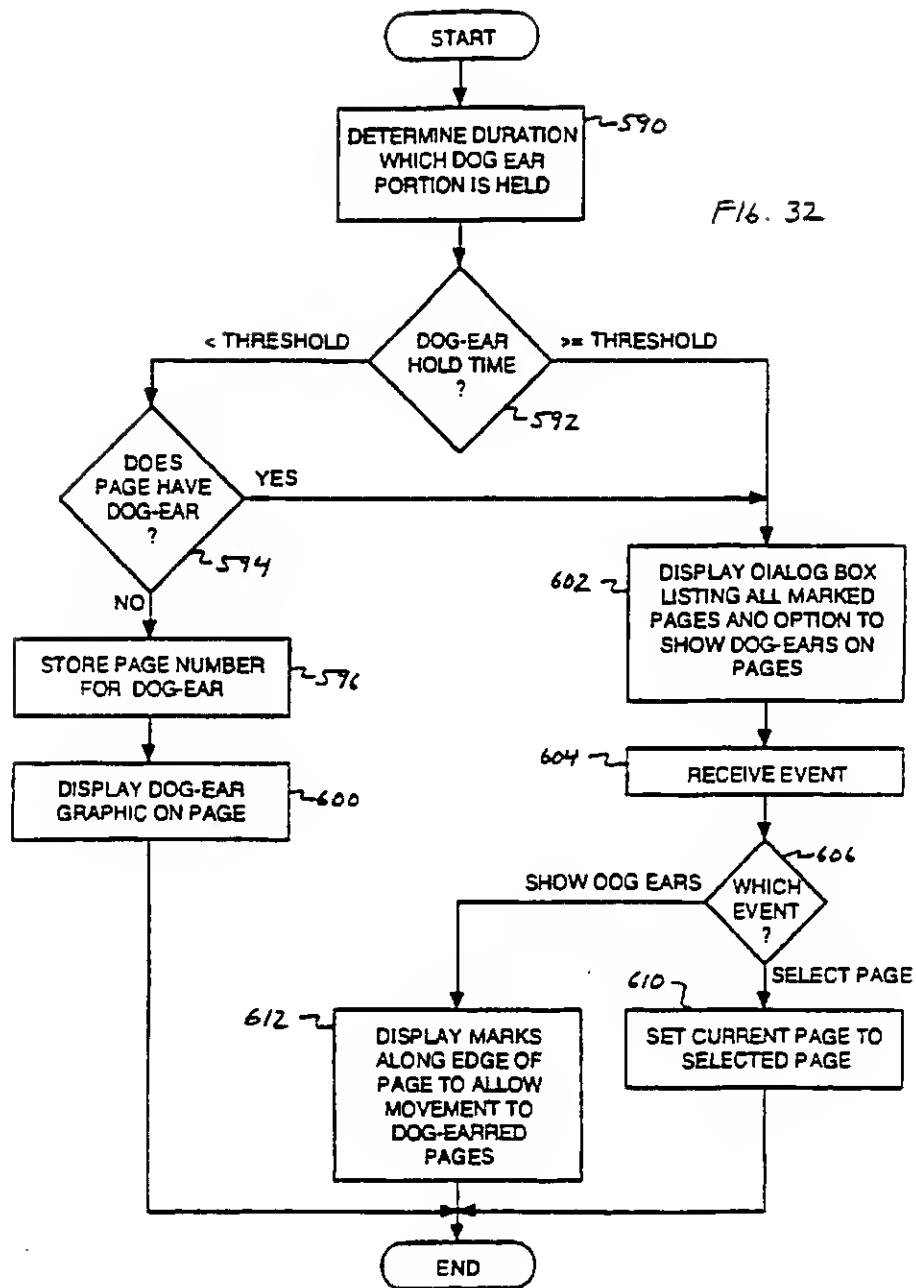 START
DETERMINE DURATION
WHICH DOG EAR
PORTION IS HELD
590
FIG. 32
< THRESHOLD
DOG-EAR
HOLD TIME
?
>= THRESHOLD
592
DOES
PAGE HAVE
DOG-EAR
?
YES
594
NO
602
DISPLAY DIALOG BOX
LISTING ALL MARKED
PAGES AND OPTION TO
SHOW DOG-EARS ON
PAGES
STORE PAGE NUMBER
FOR DOG-EAR
596
604
RECEIVE EVENT
DISPLAY DOG-EAR
GRAPHIC ON PAGE
600
606
SHOW DOG EARS
WHICH
EVENT
?
SELECT PAGE
610
SET CURRENT PAGE TO
SELECTED PAGE
612
DISPLAY MARKS
ALONG EDGE OF
PAGE TO ALLOW
MOVEMENT TO
DOG-EARRED
PAGES
END